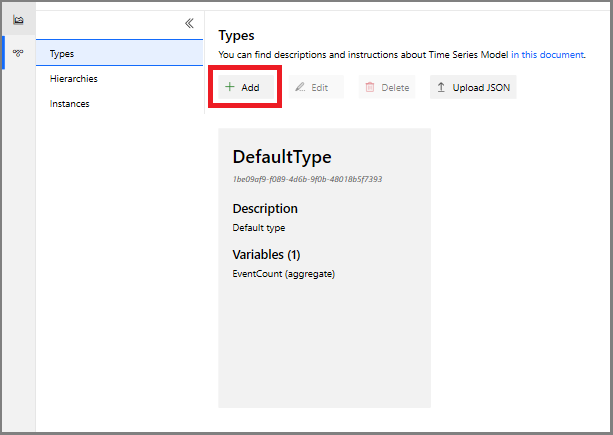 Types
Hierarchies
Instances
Types
You can find descriptions and instructions about Time Series Model in this document.
Add
Edit
Delete
Upload JSON
DefaultType
1be09af9-f089-4d6b-9f0b-48018b5f7393
Description
Default type
Variables (1)
EventCount (aggregate)